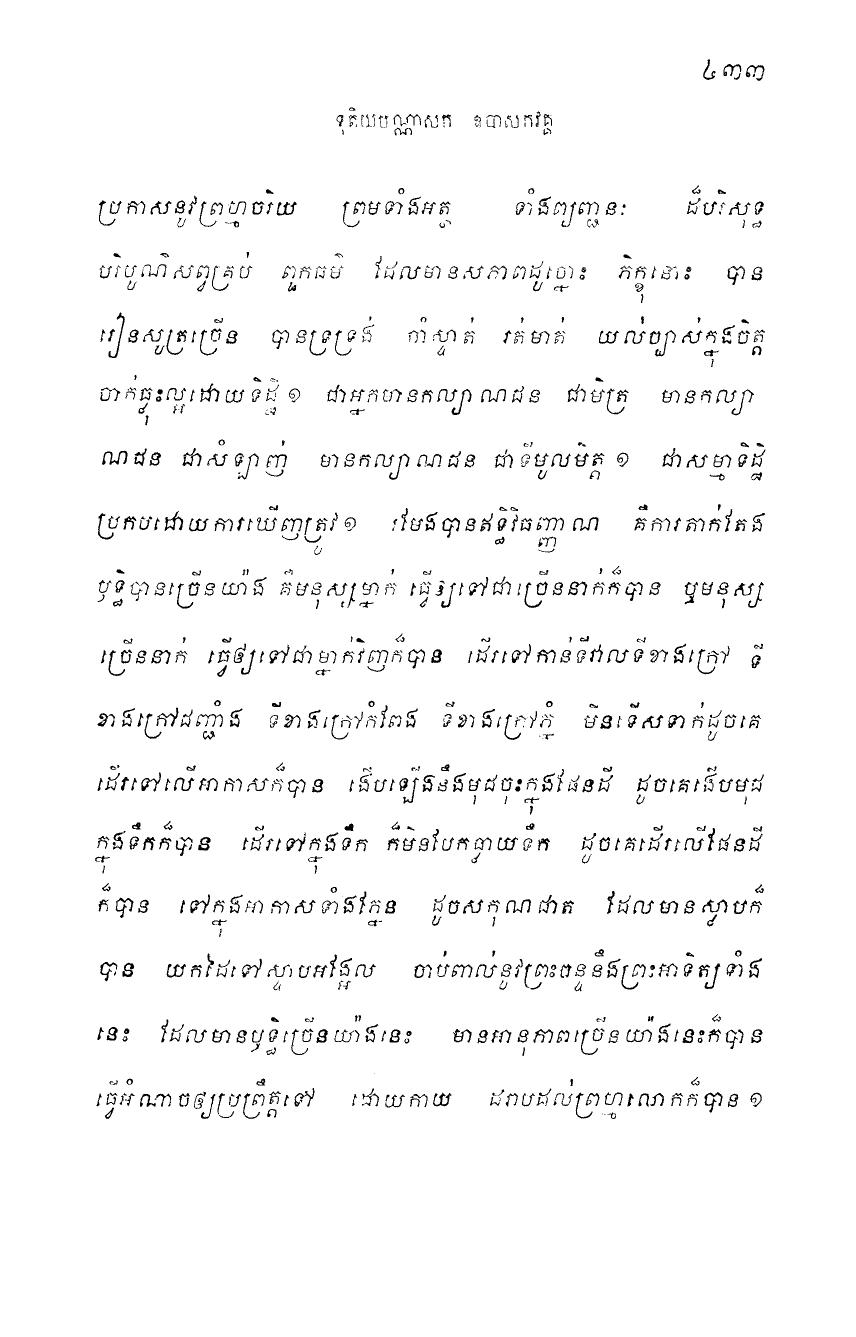 ៤៣៣
ទុតិយបណ្ណាសក ឧបាសកវគ្គ
ប្រកាសនូវព្រហ្មចរិយ ព្រមទាំងអត្ថ ទាំងព្យញ្ជនៈ ដ៏បរិសុទ្ធ
បរិបូណ៌សព្វគ្រប់ ពួកធម៌ ដែលមានសភាពដូច្នោះ ភិក្ខុនោះ បាន
រៀនសូត្រច្រើន បានទ្រទ្រង់ ចាំស្ទាត់ រត់មាត់ យល់ច្បាស់ក្នុងចិត្ត
ចាក់ធ្លុះល្អដោយទិដ្ឋិ ១ ជាអ្នកមានកល្យាណជន ជាមិត្រ មានកល្យា
ណជន ជាសំឡាញ់ មានកល្យាណជន ជាទីមូលមិត្ត ១ ជាសម្មាទិដ្ឋិ
ប្រកបដោយការឃើញត្រូវ ១ រមែងបានឥទ្ធិវិធញ្ញាណ គឺការតាក់តែង
ឫទ្ធិបានច្រើនយ៉ាង គឺមនុស្សម្នាក់ ធ្វើឲ្យទៅជាច្រើននាក់ក៏បាន ឬមនុស្ស
ច្រើននាក់ ធ្វើឲ្យទៅជាម្នាក់វិញក៏បាន ដើរទៅកាន់ទីវាលទីខាងក្រៅ ទី
ខាងក្រៅជញ្ជាំង ទីខាងក្រៅកំពែង ទីខាងក្រៅភ្នំ មិនទើសទាក់ដូចគេ
ដើរទៅលើអាកាសក៏បាន ងើបឡើងនឹងមុជចុះក្នុងផែនដី ដូចគេងើបមុជ
ក្នុងទឹកក៏បាន ដើរទៅក្នុងទឹក ក៏មិនបែកធ្លាយទឹក ដូចគេដើរលើផែនដី
ក៏បាន ទៅក្នុងអាកាសទាំងភ្នែន ដូចសកុណជាត ដែលមានស្លាបក៏
បាន យកដៃទៅស្ទាបអង្អែល ចាប់ពាល់នូវព្រះចន្ទនឹងព្រះអាទិត្យទាំង
នេះ ដែលមានឫទ្ធិច្រើនយ៉ាងនេះ មានអានុភាពច្រើនយ៉ាងនេះក៏បាន
ធ្វើអំណាចឲ្យប្រព្រឹត្តទៅ ដោយកាយ ដរាបដល់ព្រហ្មលោកក៏បាន ១